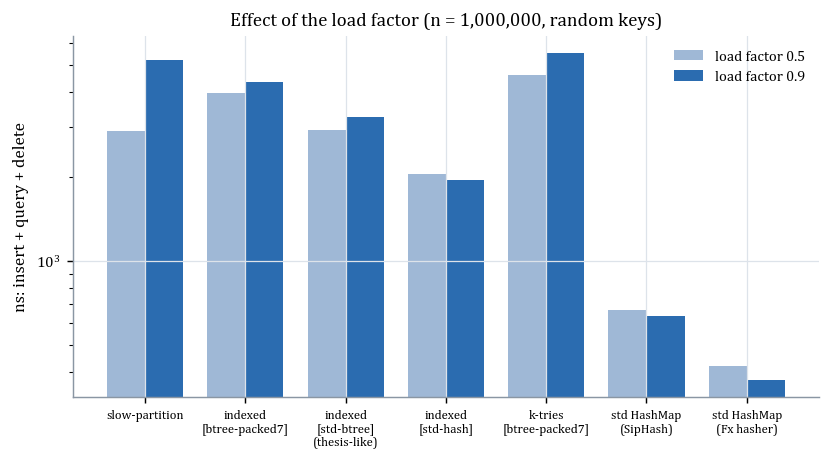 Effect of the load factor (n = 1,000,000, random keys)
load factor 0.5
load factor 0.9
ns: insert + query + delete
10³
slow-partition
indexed
[btree-packed7]
indexed
[std-btree]
(thesis-like)
indexed
[std-hash]
k-tries
[btree-packed7]
std HashMap
(SipHash)
std HashMap
(Fx hasher)